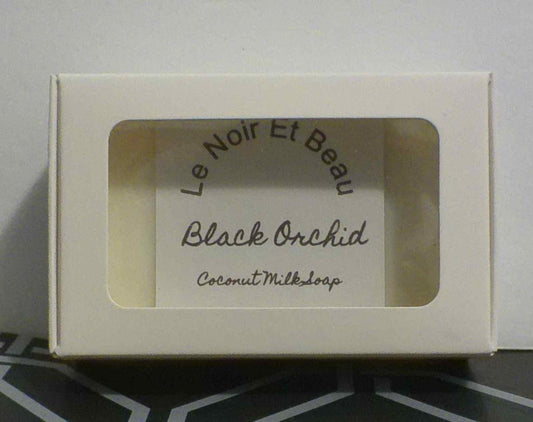 Le Noir Et Beau
Black Orchid
Coconut Milk Soap